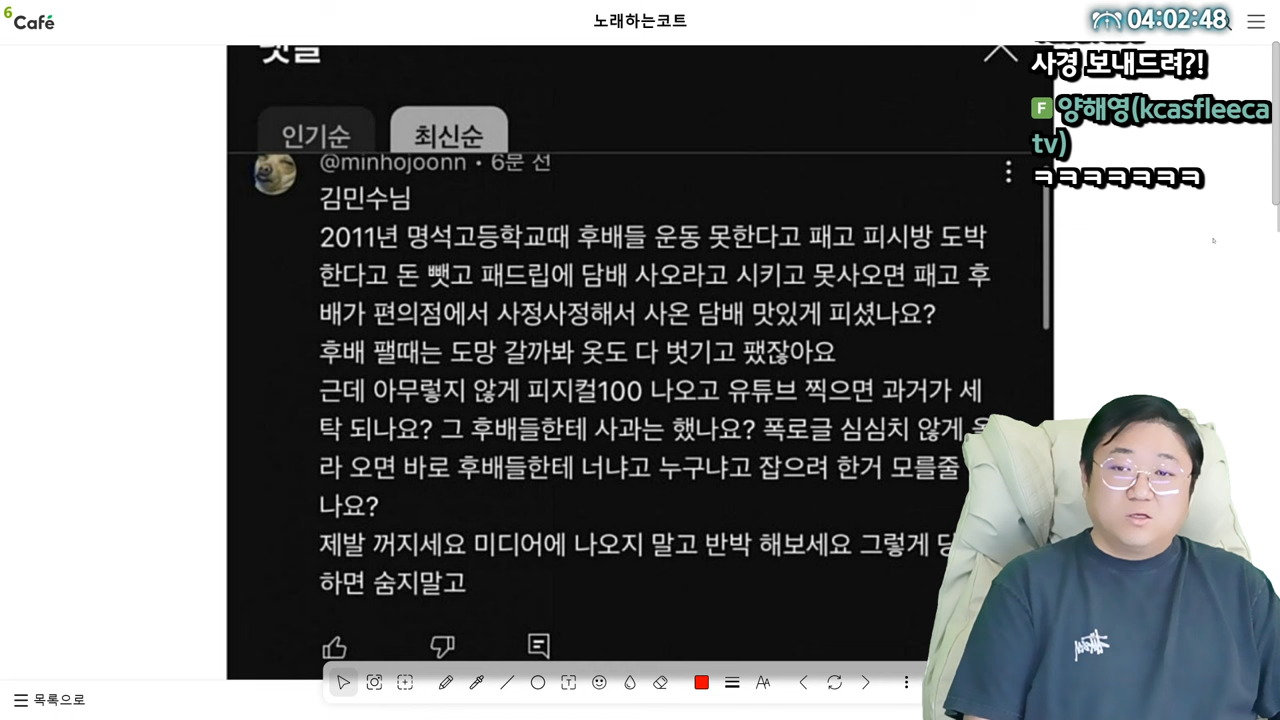 6
Café
노래하는코트
04:02:48
사경 보내드려?!
F 양해영(kcasfleeca
tv)
ㅋㅋㅋㅋㅋㅋㅋ
댓글
인기순
최신순
@minhojoonn • 6분 전
김민수님
2011년 명석고등학교때 후배들 운동 못한다고 패고 피시방 도박
한다고 돈 뺏고 패드립에 담배 사오라고 시키고 못사오면 패고 후
배가 편의점에서 사정사정해서 사온 담배 맛있게 피셨나요?
후배 팰때는 도망 갈까봐 옷도 다 벗기고 팼잖아요
근데 아무렇지 않게 피지컬100 나오고 유튜브 찍으면 과거가 세
탁 되나요? 그 후배들한테 사과는 했나요? 폭로글 심심치 않게 올
라 오면 바로 후배들한테 너냐고 누구냐고 잡으려 한거 모를줄
나요?
제발 꺼지세요 미디어에 나오지 말고 반박 해보세요 그렇게 당
하면 숨지말고
목록으로